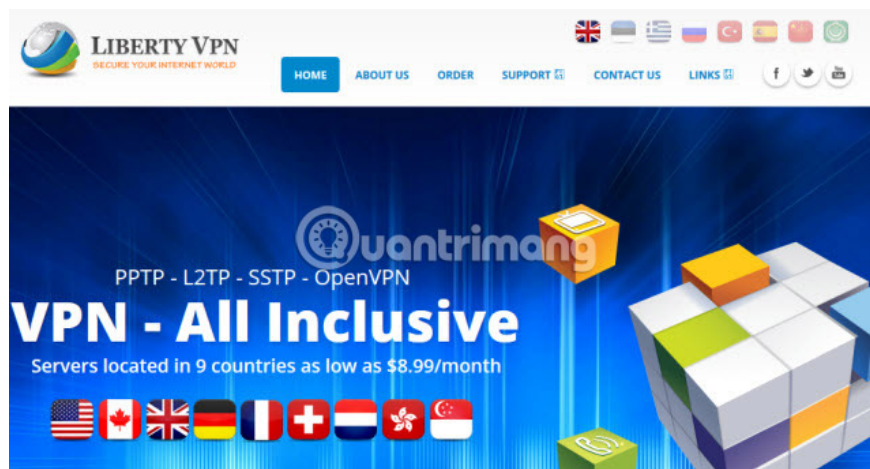 LIBERTY VPN
SECURE YOUR INTERNET WORLD
HOME ABOUT US ORDER SUPPORT CONTACT US LINKS
Quantrimang
PPTP - L2TP - SSTP - OpenVPN
VPN - All Inclusive
Servers located in 9 countries as low as $8.99/month